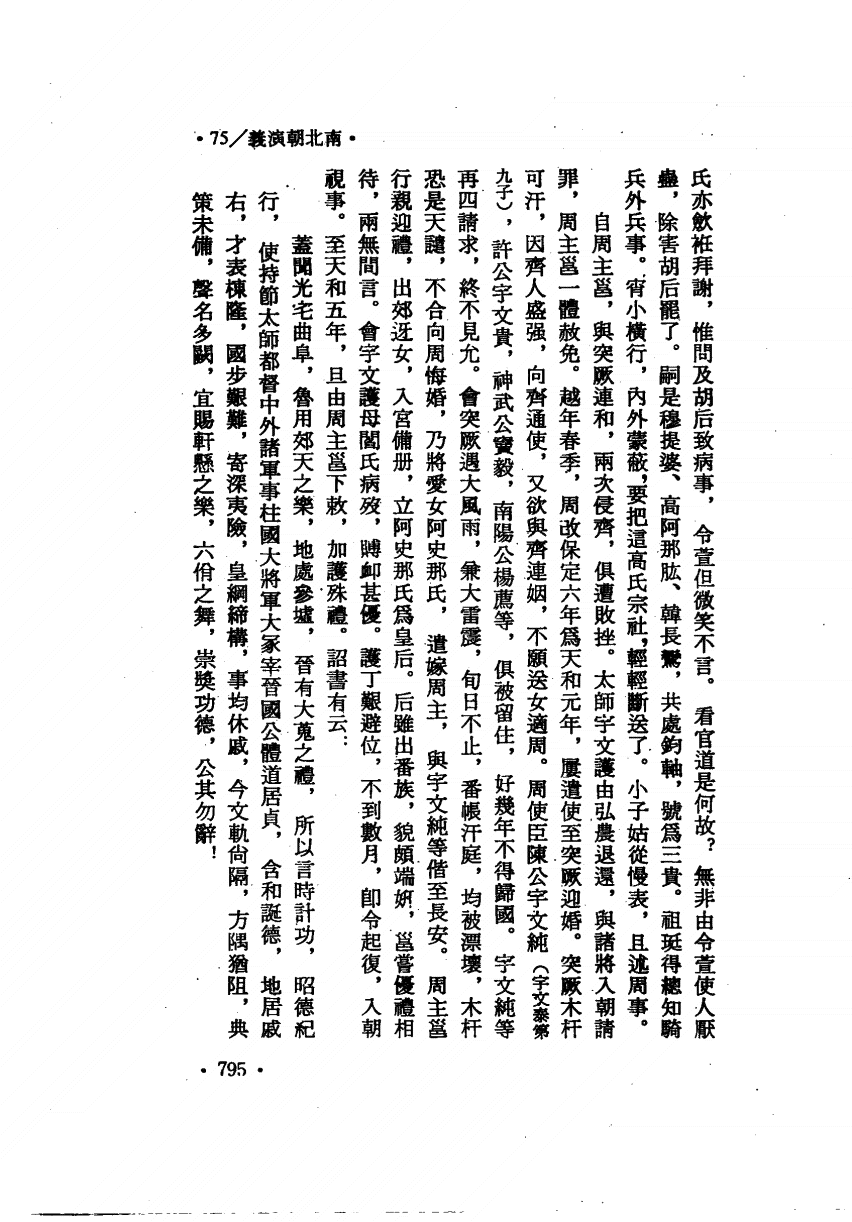 ·75／義演朝北南·
氏亦斂袵拜謝，惟問及胡后致病事，令萱但微笑不言。看官道是何故？無非由令萱使人厭
蠱，除害胡后罷了。嗣是穆提婆、高阿那肱、韓長鸞，共處鈞軸，號爲三貴。祖珽得總知騎
兵外兵事。宵小橫行，內外蒙蔽，要把這高氏宗社，輕輕斷送了。小子姑從慢表，且述周事。
自周主邕，與突厥連和，兩次侵齊，俱遭敗挫。太師宇文護由弘農退還，與諸將入朝請
罪，周主邕一體赦免。越年春季，周改保定六年爲天和元年，屢遣使至突厥迎婚。突厥木杆
可汗，因齊人盛强，向齊通使，又欲與齊連姻，不願送女適周。周使臣陳公宇文純（宇文泰第
九子），許公宇文貴，神武公竇毅，南陽公楊薦等，俱被留住，好幾年不得歸國。宇文純等
再四請求，終不見允。會突厥遇大風雨，兼大雷震，旬日不止，番帳汗庭，均被漂壞，木杆
恐是天譴，不合向周悔婚，乃將愛女阿史那氏，遣嫁周主，與宇文純等偕至長安。周主邕
行親迎禮，出郊迓女，入宮備册，立阿史那氏爲皇后。后雖出番族，貌頗端妍，邕嘗優禮相
待，兩無間言。會宇文護母閻氏病歿，賻卹甚優。護丁艱避位，不到數月，卽令起復，入朝
視事。至天和五年，且由周主邕下敕，加護殊禮。詔書有云：
蓋聞光宅曲阜，魯用郊天之樂，地處參墟，晉有大蒐之禮，所以言時計功，昭德紀
行，使持節太師都督中外諸軍事柱國大將軍大冢宰晉國公體道居貞，含和誕德，地居戚
右，才表棟隆，國步艱難，寄深夷險，皇綱締構，事均休戚，今文軌尙隔，方隅猶阻，典
策未備，聲名多闕，宜賜軒懸之樂，六佾之舞，崇奬功德，公其勿辭！
·795·